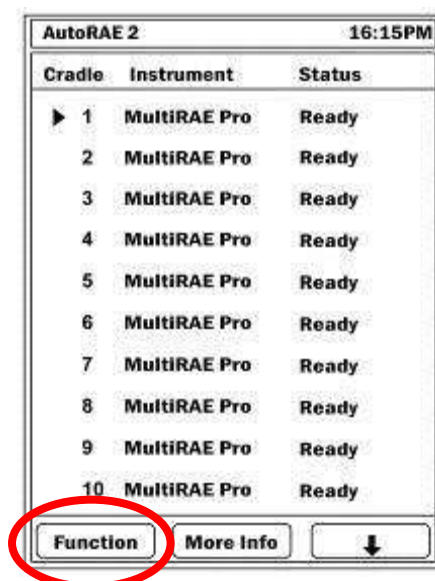 AutoRAE 2 16:15PM
Cradle Instrument Status
1 MultiRAE Pro Ready
2 MultiRAE Pro Ready
3 MultiRAE Pro Ready
4 MultiRAE Pro Ready
5 MultiRAE Pro Ready
6 MultiRAE Pro Ready
7 MultiRAE Pro Ready
8 MultiRAE Pro Ready
9 MultiRAE Pro Ready
10 MultiRAE Pro Ready
Function More Info